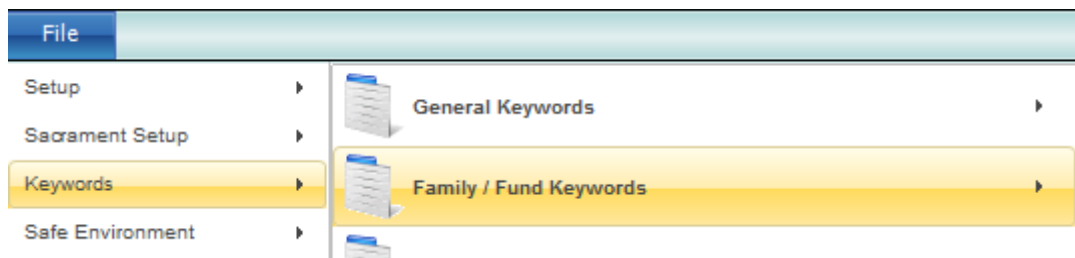 File
Setup
Sacrament Setup
Keywords
Safe Environment
General Keywords
Family / Fund Keywords